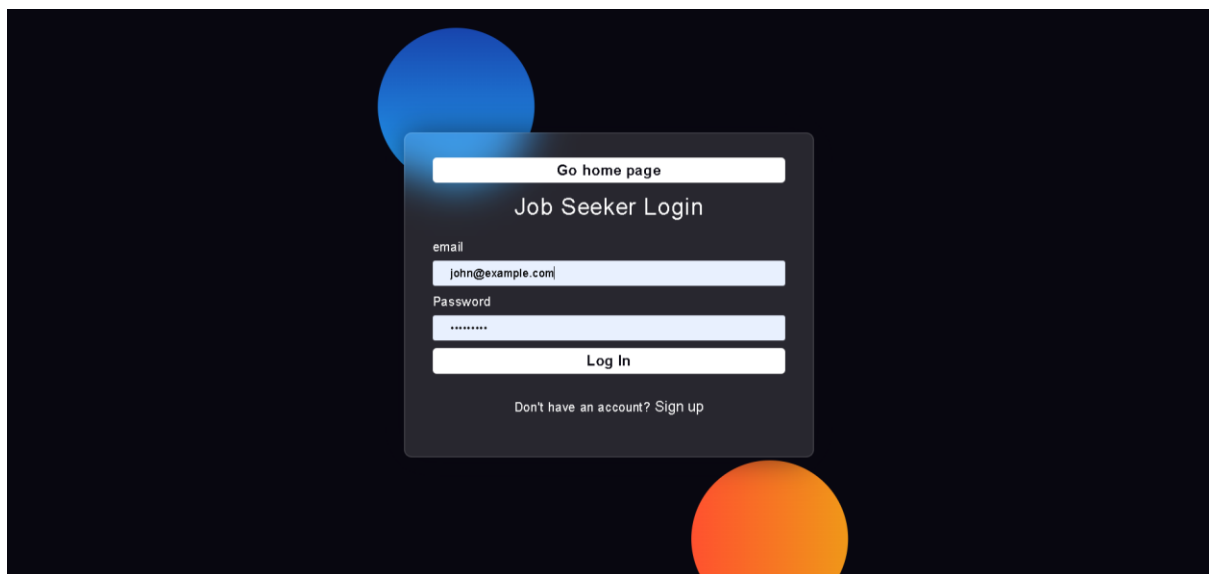 Go home page
Job Seeker Login
email
john@example.com
Password
•••••••••
Log In
Don't have an account? Sign up